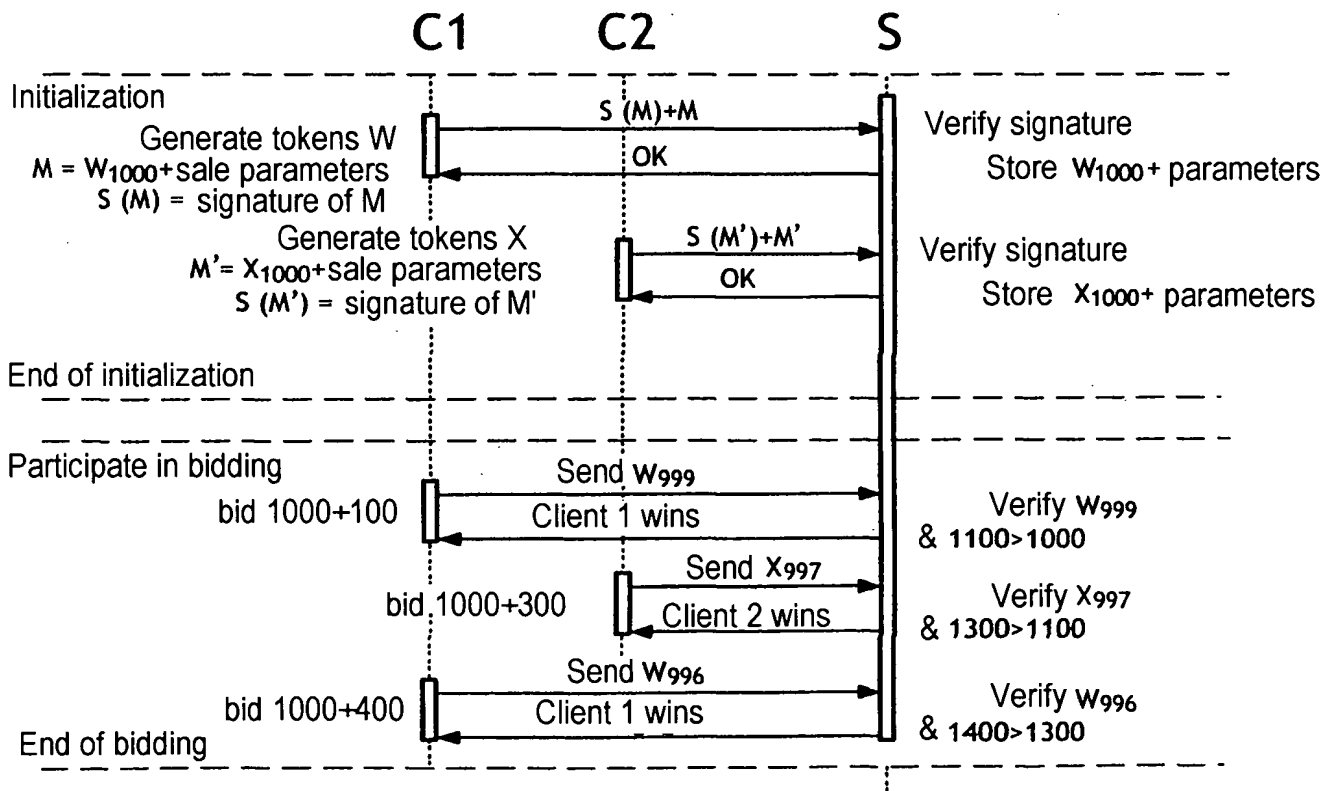 C1 C2 S
Initialization
S (M)+M
Verify signature
Generate tokens W
M = W1000+sale parameters
OK
Store W1000+ parameters
S (M) = signature of M
Generate tokens X
S (M')+M'
Verify signature
M'= X1000+sale parameters
OK
S (M') = signature of M'
Store X1000+ parameters
End of initialization
Participate in bidding
Send W999
bid 1000+100
Client 1 wins
Verify W999
& 1100>1000
Send X997
bid 1000+300
Client 2 wins
Verify X997
& 1300>1100
Send W996
bid 1000+400
Client 1 wins
Verify W996
& 1400>1300
End of bidding